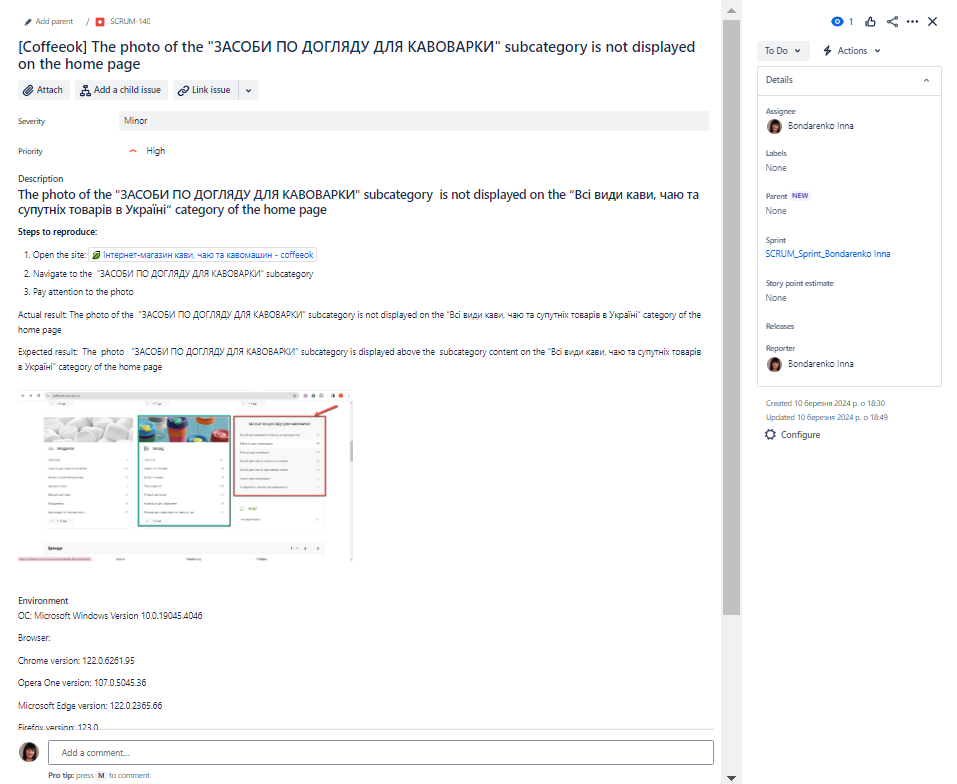 Add parent / SCRUM-140
1
[Coffeeok] The photo of the "ЗАСОБИ ПО ДОГЛЯДУ ДЛЯ КАВОВАРКИ" subcategory is not displayed
on the home page
Attach Add a child issue Link issue
Severity Minor
Priority High
Description
The photo of the "ЗАСОБИ ПО ДОГЛЯДУ ДЛЯ КАВОВАРКИ" subcategory is not displayed on the “Всі види кави, чаю та
супутніх товарів в Україні” category of the home page
Steps to reproduce:
1. Open the site: Інтернет-магазин кави, чаю та кавомашин - coffeeok
2. Navigate to the "ЗАСОБИ ПО ДОГЛЯДУ ДЛЯ КАВОВАРКИ" subcategory
3. Pay attention to the photo
Actual result: The photo of the "ЗАСОБИ ПО ДОГЛЯДУ ДЛЯ КАВОВАРКИ" subcategory is not displayed on the “Всі види кави, чаю та супутніх товарів в Україні” category of the
home page
Expected result: The photo "ЗАСОБИ ПО ДОГЛЯДУ ДЛЯ КАВОВАРКИ" subcategory is displayed above the subcategory content on the “Всі види кави, чаю та супутніх товарів
в Україні” category of the home page
ЗАСОБИ ПО ДОГЛЯДУ ДЛЯ КАВОВАРКИ
ПРОДУКТИ
ПОСУД
Бренди
Environment
ОС: Microsoft Windows Version 10.0.19045.4046
Browser:
Chrome version: 122.0.6261.95
Opera One version: 107.0.5045.36
Microsoft Edge version: 122.0.2365.66
Firefox version: 123.0
Add a comment...
Pro tip: press M to comment
To Do Actions
Details
Assignee
Bondarenko Inna
Labels
None
Parent NEW
None
Sprint
SCRUM_Sprint_Bondarenko Inna
Story point estimate
None
Releases
Reporter
Bondarenko Inna
Created 10 березня 2024 р. о 18:30
Updated 10 березня 2024 р. о 18:49
Configure